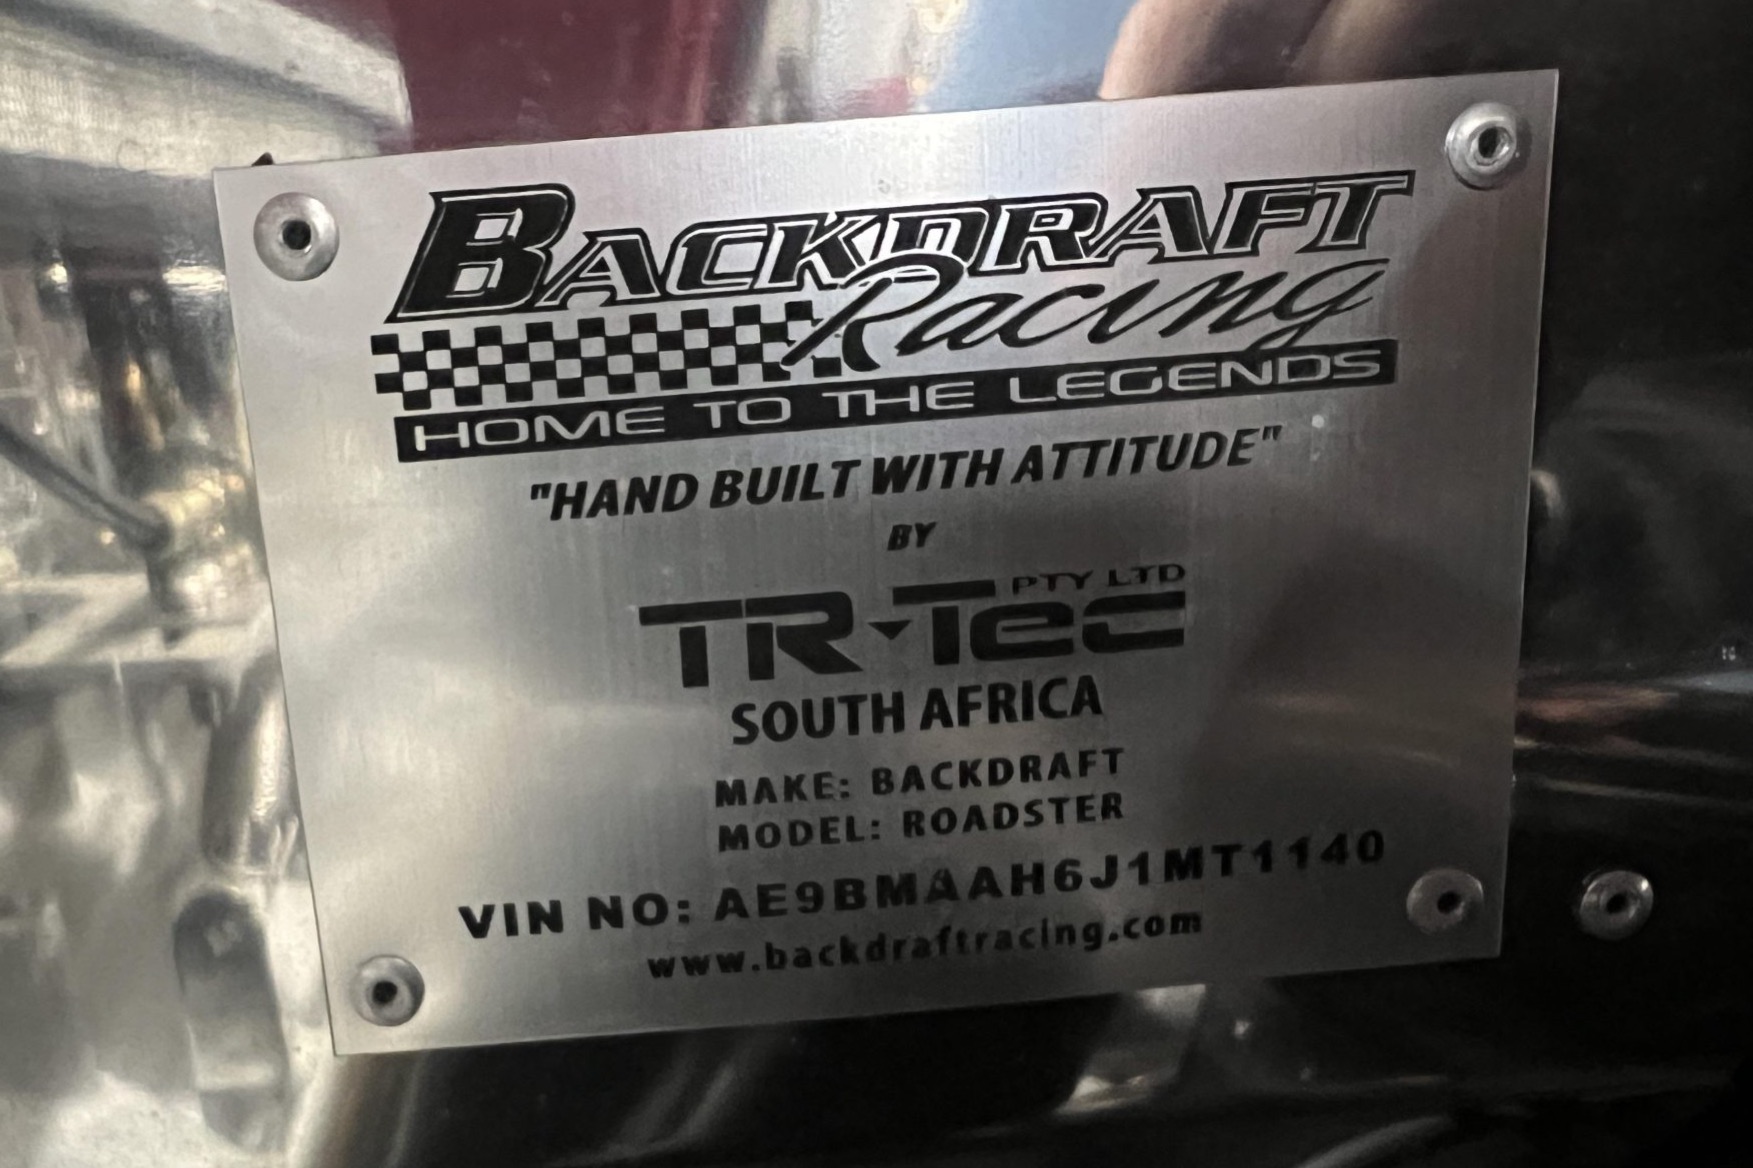 BACKDRAFT
Racing
HOME TO THE LEGENDS
"HAND BUILT WITH ATTITUDE"
BY
TR-Tec PTY LTD
SOUTH AFRICA
MAKE: BACKDRAFT
MODEL: ROADSTER
VIN NO: AE9BMAAH6J1MT1140
www.backdraftracing.com